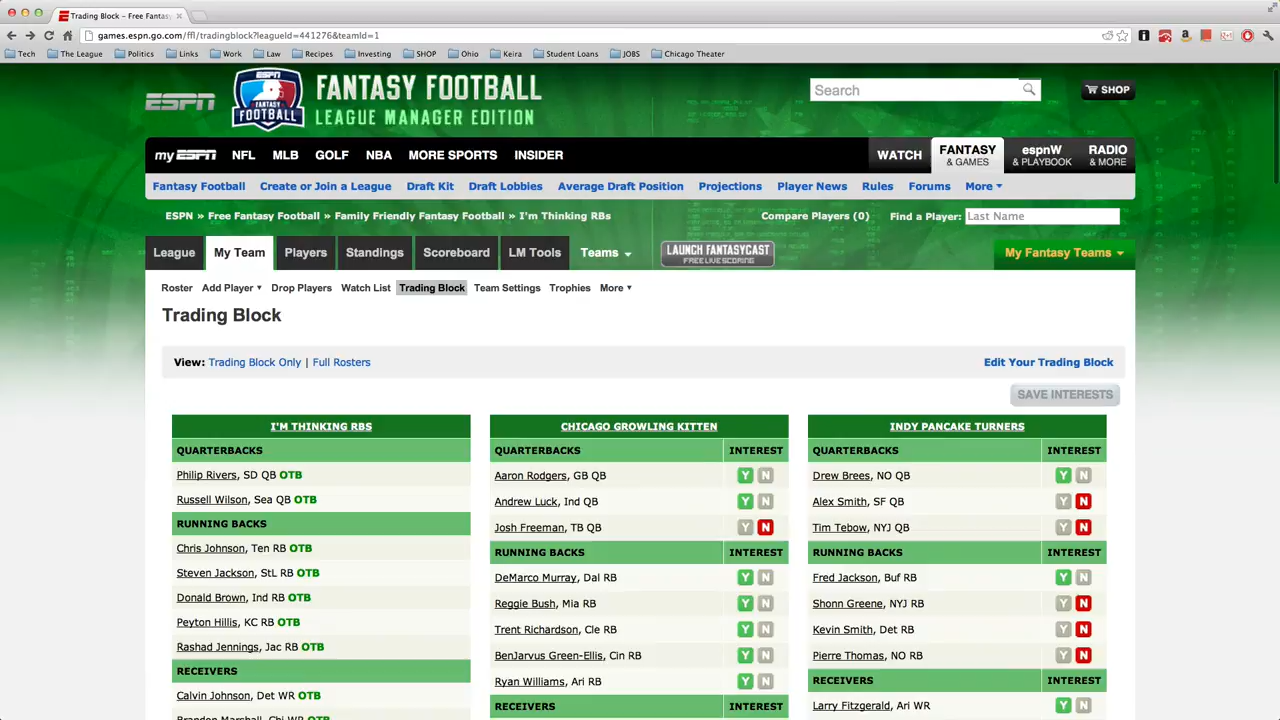 Trading Block – Free Fantasy
games.espn.go.com/ffl/tradingblock?leagueId=441276&teamId=1
Tech The League Politics Links Work Law Recipes Investing SHOP Ohio Keira Student Loans JOBS Chicago Theater
ESPN
ESPN FANTASY FOOTBALL
FANTASY FOOTBALL
LEAGUE MANAGER EDITION
Search
SHOP
myESPN NFL MLB GOLF NBA MORE SPORTS INSIDER WATCH FANTASY & GAMES espnW & PLAYBOOK RADIO & MORE
Fantasy Football Create or Join a League Draft Kit Draft Lobbies Average Draft Position Projections Player News Rules Forums More
ESPN » Free Fantasy Football » Family Friendly Fantasy Football » I'm Thinking RBs Compare Players (0) Find a Player: Last Name
League My Team Players Standings Scoreboard LM Tools Teams LAUNCH FANTASYCAST FREE LIVE SCORING My Fantasy Teams
Roster Add Player Drop Players Watch List Trading Block Team Settings Trophies More
Trading Block
View: Trading Block Only | Full Rosters Edit Your Trading Block
SAVE INTERESTS
I'M THINKING RBS
QUARTERBACKS
Philip Rivers, SD QB OTB
Russell Wilson, Sea QB OTB
RUNNING BACKS
Chris Johnson, Ten RB OTB
Steven Jackson, StL RB OTB
Donald Brown, Ind RB OTB
Peyton Hillis, KC RB OTB
Rashad Jennings, Jac RB OTB
RECEIVERS
Calvin Johnson, Det WR OTB
Brandon Marshall, Chi WR OTB
CHICAGO GROWLING KITTEN
QUARTERBACKS INTEREST
Aaron Rodgers, GB QB Y N
Andrew Luck, Ind QB Y N
Josh Freeman, TB QB Y N
RUNNING BACKS INTEREST
DeMarco Murray, Dal RB Y N
Reggie Bush, Mia RB Y N
Trent Richardson, Cle RB Y N
BenJarvus Green-Ellis, Cin RB Y N
Ryan Williams, Ari RB Y N
RECEIVERS INTEREST
INDY PANCAKE TURNERS
QUARTERBACKS INTEREST
Drew Brees, NO QB Y N
Alex Smith, SF QB Y N
Tim Tebow, NYJ QB Y N
RUNNING BACKS INTEREST
Fred Jackson, Buf RB Y N
Shonn Greene, NYJ RB Y N
Kevin Smith, Det RB Y N
Pierre Thomas, NO RB Y N
RECEIVERS INTEREST
Larry Fitzgerald, Ari WR Y N